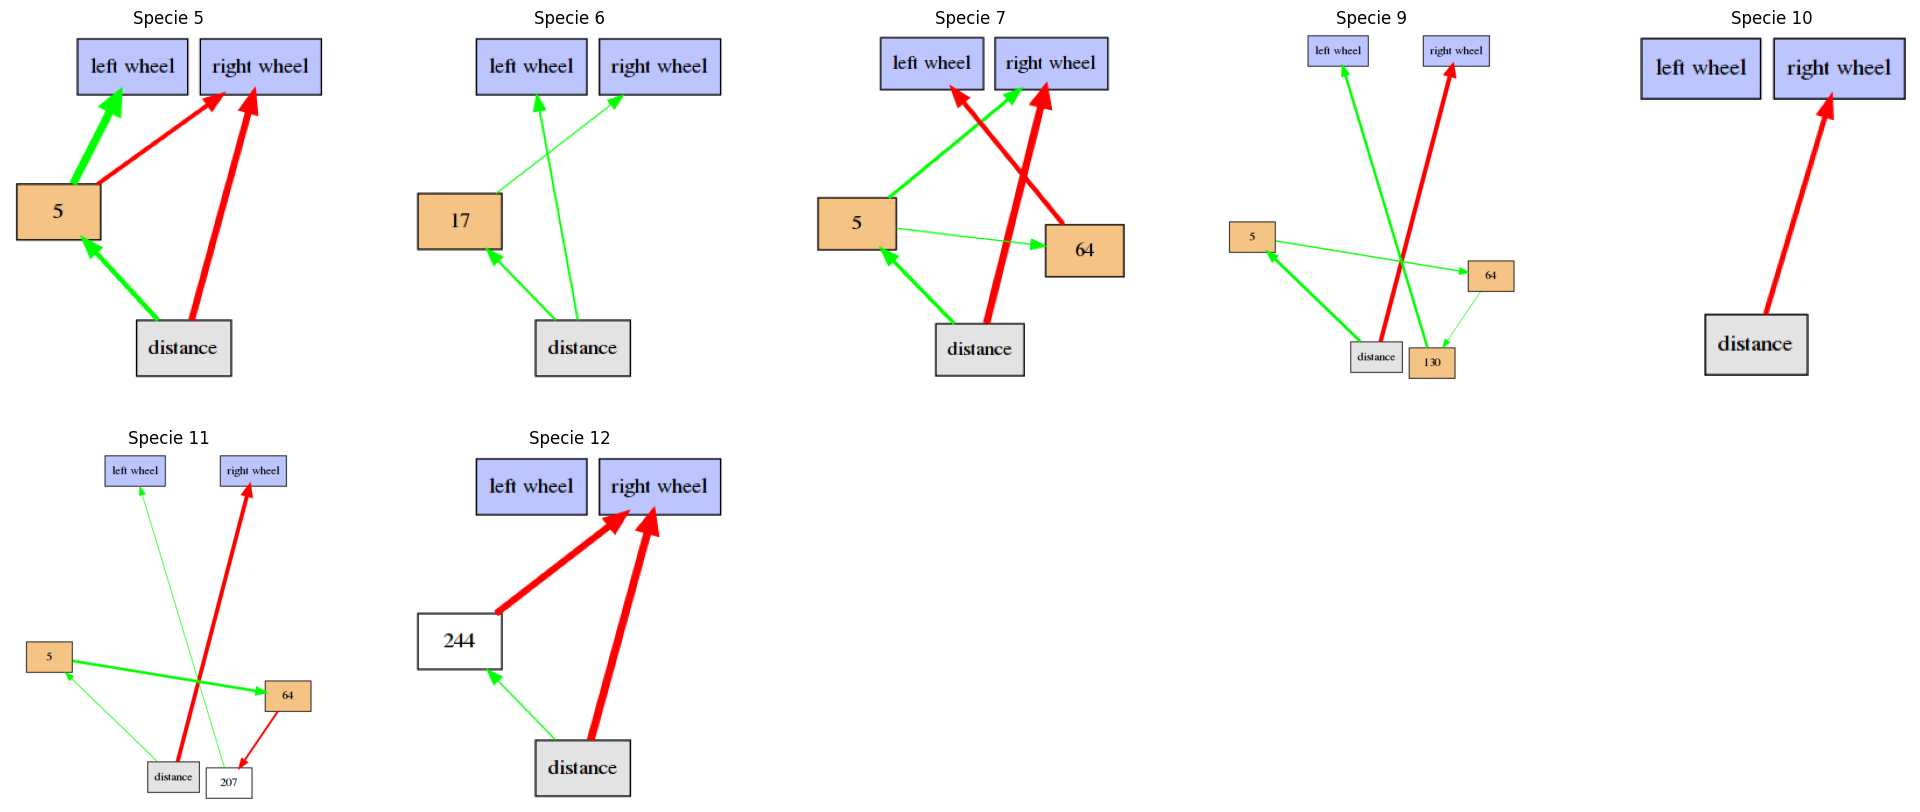 Specie 5
left wheel
right wheel
5
distance
Specie 6
left wheel
right wheel
17
distance
Specie 7
left wheel
right wheel
5
64
distance
Specie 9
left wheel
right wheel
5
64
distance
130
Specie 10
left wheel
right wheel
distance
Specie 11
left wheel
right wheel
5
64
distance
207
Specie 12
left wheel
right wheel
244
distance